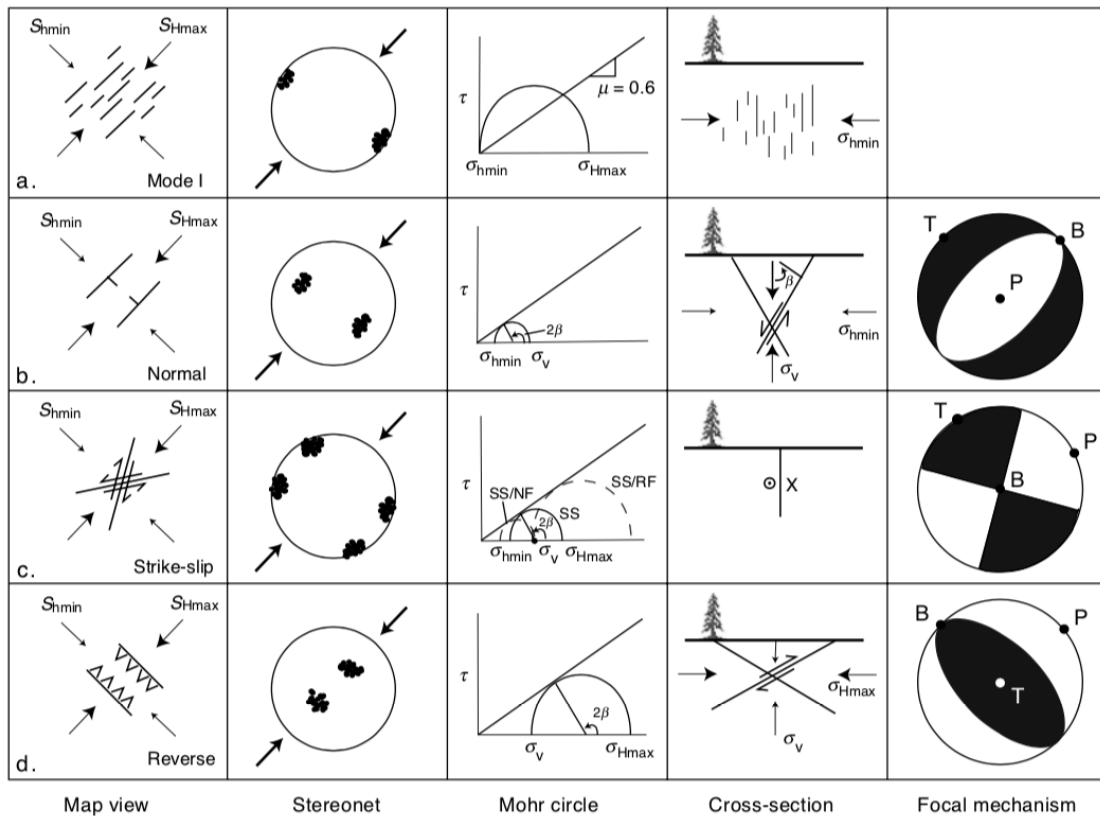 Shmin SHmax
τ
μ = 0.6
σhmin σHmax
σhmin
a. Mode I
Shmin SHmax
τ
2β
σhmin σv
β
σhmin
σv
T B
P
b. Normal
Shmin SHmax
τ
SS/NF SS SS/RF
2β
σhmin σv σHmax
X
T P
B
c. Strike-slip
Shmin SHmax
τ
2β
σv σHmax
σHmax
σv
B P
T
d. Reverse
Map view Stereonet Mohr circle Cross-section Focal mechanism